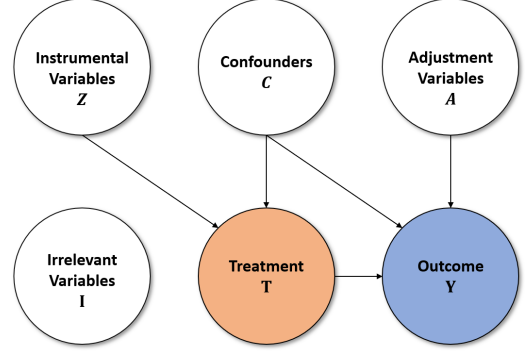 Instrumental
Variables
Z
Confounders
C
Adjustment
Variables
A
Irrelevant
Variables
I
Treatment
T
Outcome
Y